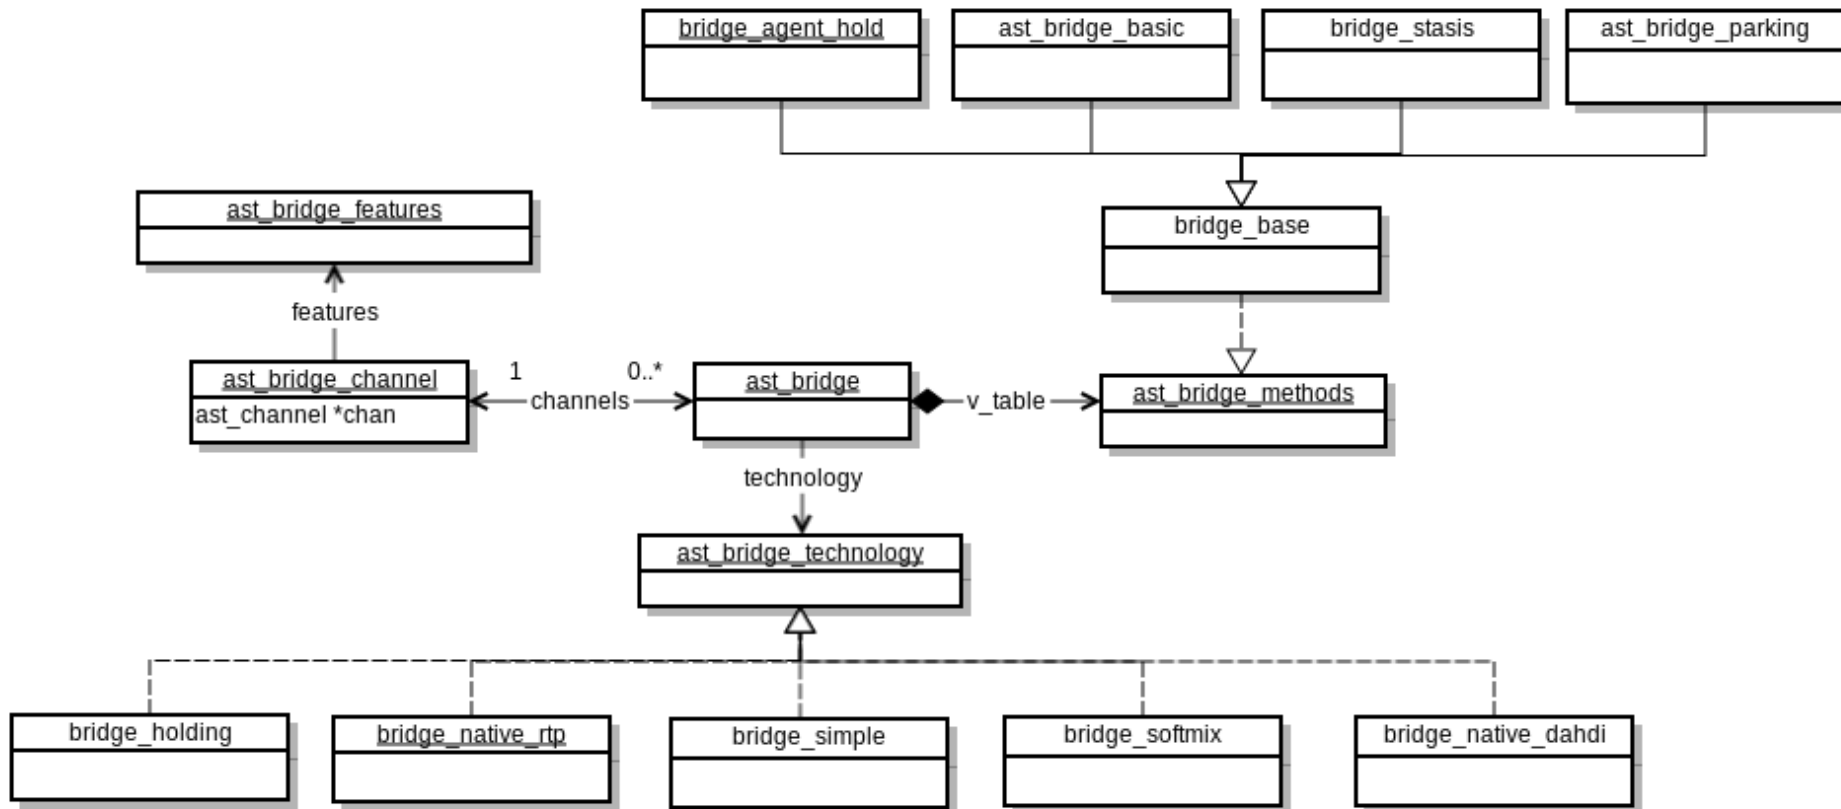 bridge_agent_hold
ast_bridge_basic
bridge_stasis
ast_bridge_parking
ast_bridge_features
bridge_base
features
ast_bridge_channel
ast_channel *chan
1
0..*
channels
ast_bridge
v_table
ast_bridge_methods
technology
ast_bridge_technology
bridge_holding
bridge_native_rtp
bridge_simple
bridge_softmix
bridge_native_dahdi